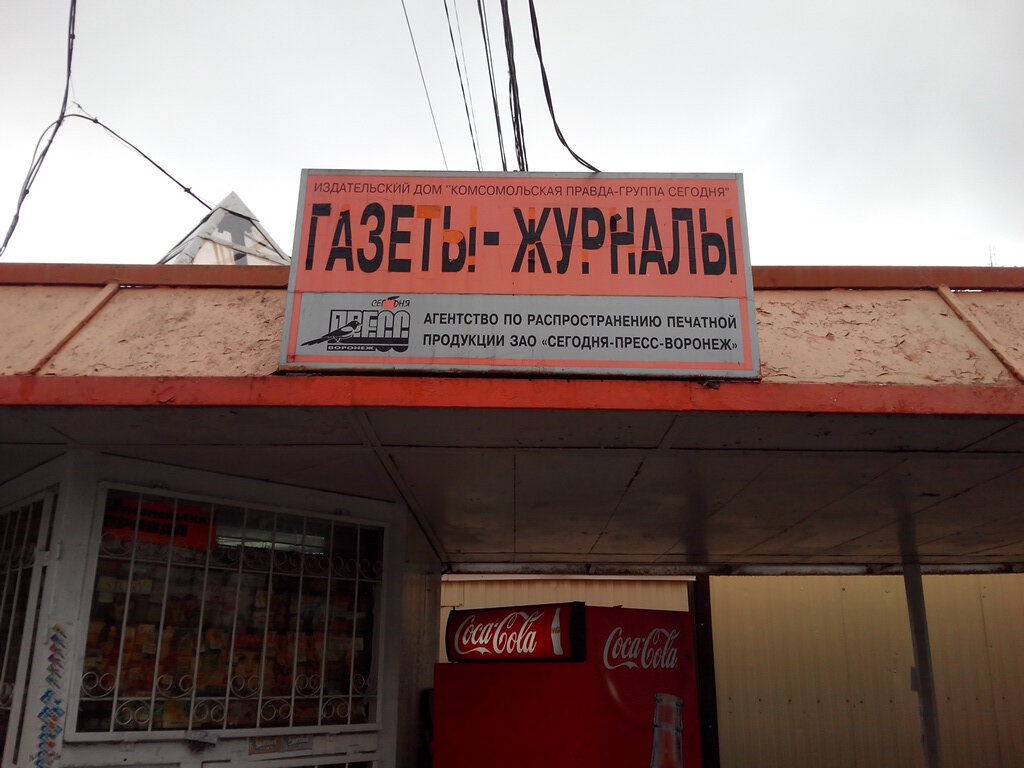 ИЗДАТЕЛЬСКИЙ ДОМ "КОМСОМОЛЬСКАЯ ПРАВДА-ГРУППА СЕГОДНЯ"
ГАЗЕТЫ - ЖУРНАЛЫ
СЕГОДНЯ
ПРЕСС
ВОРОНЕЖ
АГЕНТСТВО ПО РАСПРОСТРАНЕНИЮ ПЕЧАТНОЙ
ПРОДУКЦИИ ЗАО «СЕГОДНЯ-ПРЕСС-ВОРОНЕЖ»
Coca-Cola
Coca-Cola